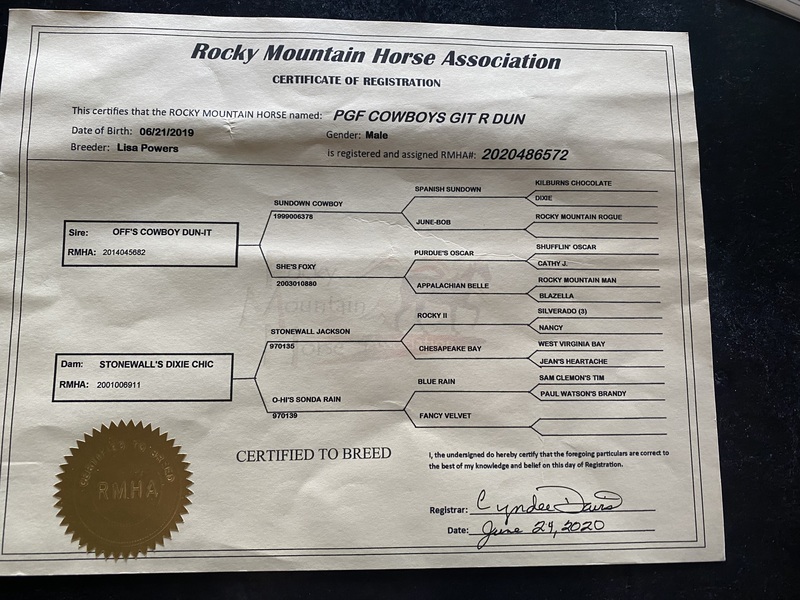 Rocky Mountain Horse Association
CERTIFICATE OF REGISTRATION
This certifies that the ROCKY MOUNTAIN HORSE named: PGF COWBOYS GIT R DUN
Date of Birth: 06/21/2019 Gender: Male
Breeder: Lisa Powers is registered and assigned RMHA#: 2020486572
Sire: OFF'S COWBOY DUN-IT
RMHA: 2014045682
SUNDOWN COWBOY
1999006378
SPANISH SUNDOWN
KILBURNS CHOCOLATE
DIXIE
JUNE-BOB
ROCKY MOUNTAIN ROGUE
SHE'S FOXY
2003010880
PURDUE'S OSCAR
SHUFFLIN' OSCAR
CATHY J.
APPALACHIAN BELLE
ROCKY MOUNTAIN MAN
BLAZELLA
Dam: STONEWALL'S DIXIE CHIC
RMHA: 2001006911
STONEWALL JACKSON
970135
ROCKY II
SILVERADO (3)
NANCY
CHESAPEAKE BAY
WEST VIRGINIA BAY
JEAN'S HEARTACHE
O-HI'S SONDA RAIN
970139
BLUE RAIN
SAM CLEMON'S TIM
PAUL WATSON'S BRANDY
FANCY VELVET
Rocky
Mountain
Horse
CERTIFIED TO BREED
I, the undersigned do hereby certify that the foregoing particulars are correct to
the best of my knowledge and belief on this day of Registration.
Registrar: Cyndee Davis
Date: June 24, 2020
RMHA